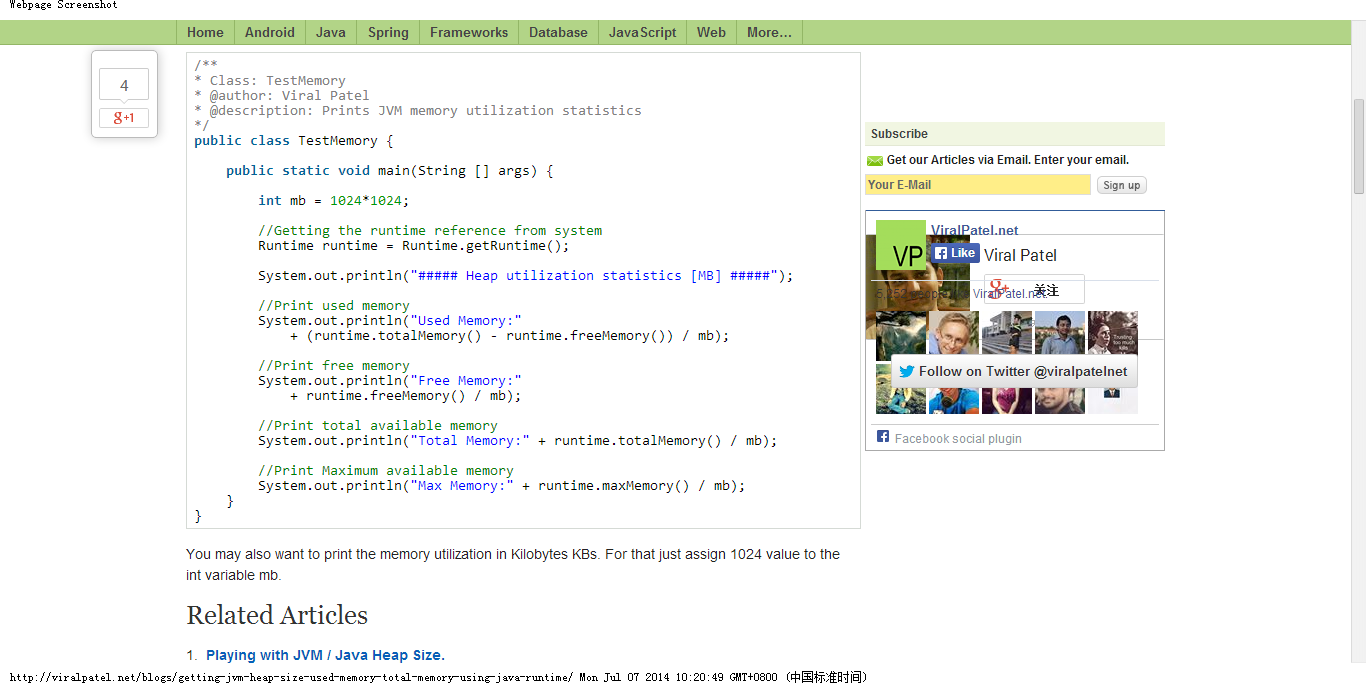 Webpage Screenshot
Home Android Java Spring Frameworks Database JavaScript Web More...
4
g+1
/**
* Class: TestMemory
* @author: Viral Patel
* @description: Prints JVM memory utilization statistics
*/
public class TestMemory {
public static void main(String [] args) {
int mb = 1024*1024;
//Getting the runtime reference from system
Runtime runtime = Runtime.getRuntime();
System.out.println("##### Heap utilization statistics [MB] #####");
//Print used memory
System.out.println("Used Memory:"
+ (runtime.totalMemory() - runtime.freeMemory()) / mb);
//Print free memory
System.out.println("Free Memory:"
+ runtime.freeMemory() / mb);
//Print total available memory
System.out.println("Total Memory:" + runtime.totalMemory() / mb);
//Print Maximum available memory
System.out.println("Max Memory:" + runtime.maxMemory() / mb);
}
}
You may also want to print the memory utilization in Kilobytes KBs. For that just assign 1024 value to the
int variable mb.
Related Articles
1. Playing with JVM / Java Heap Size.
Subscribe
Get our Articles via Email. Enter your email.
Your E-Mail Sign up
VP
ViralPatel.net
Like
Viral Patel
g+ 关注
ViralPatel.net.
Trusting
too much
kills
Follow on Twitter @viralpatelnet
Facebook social plugin
http://viralpatel.net/blogs/getting-jvm-heap-size-used-memory-total-memory-using-java-runtime/ Mon Jul 07 2014 10:20:49 GMT+0800 (中国标准时间)